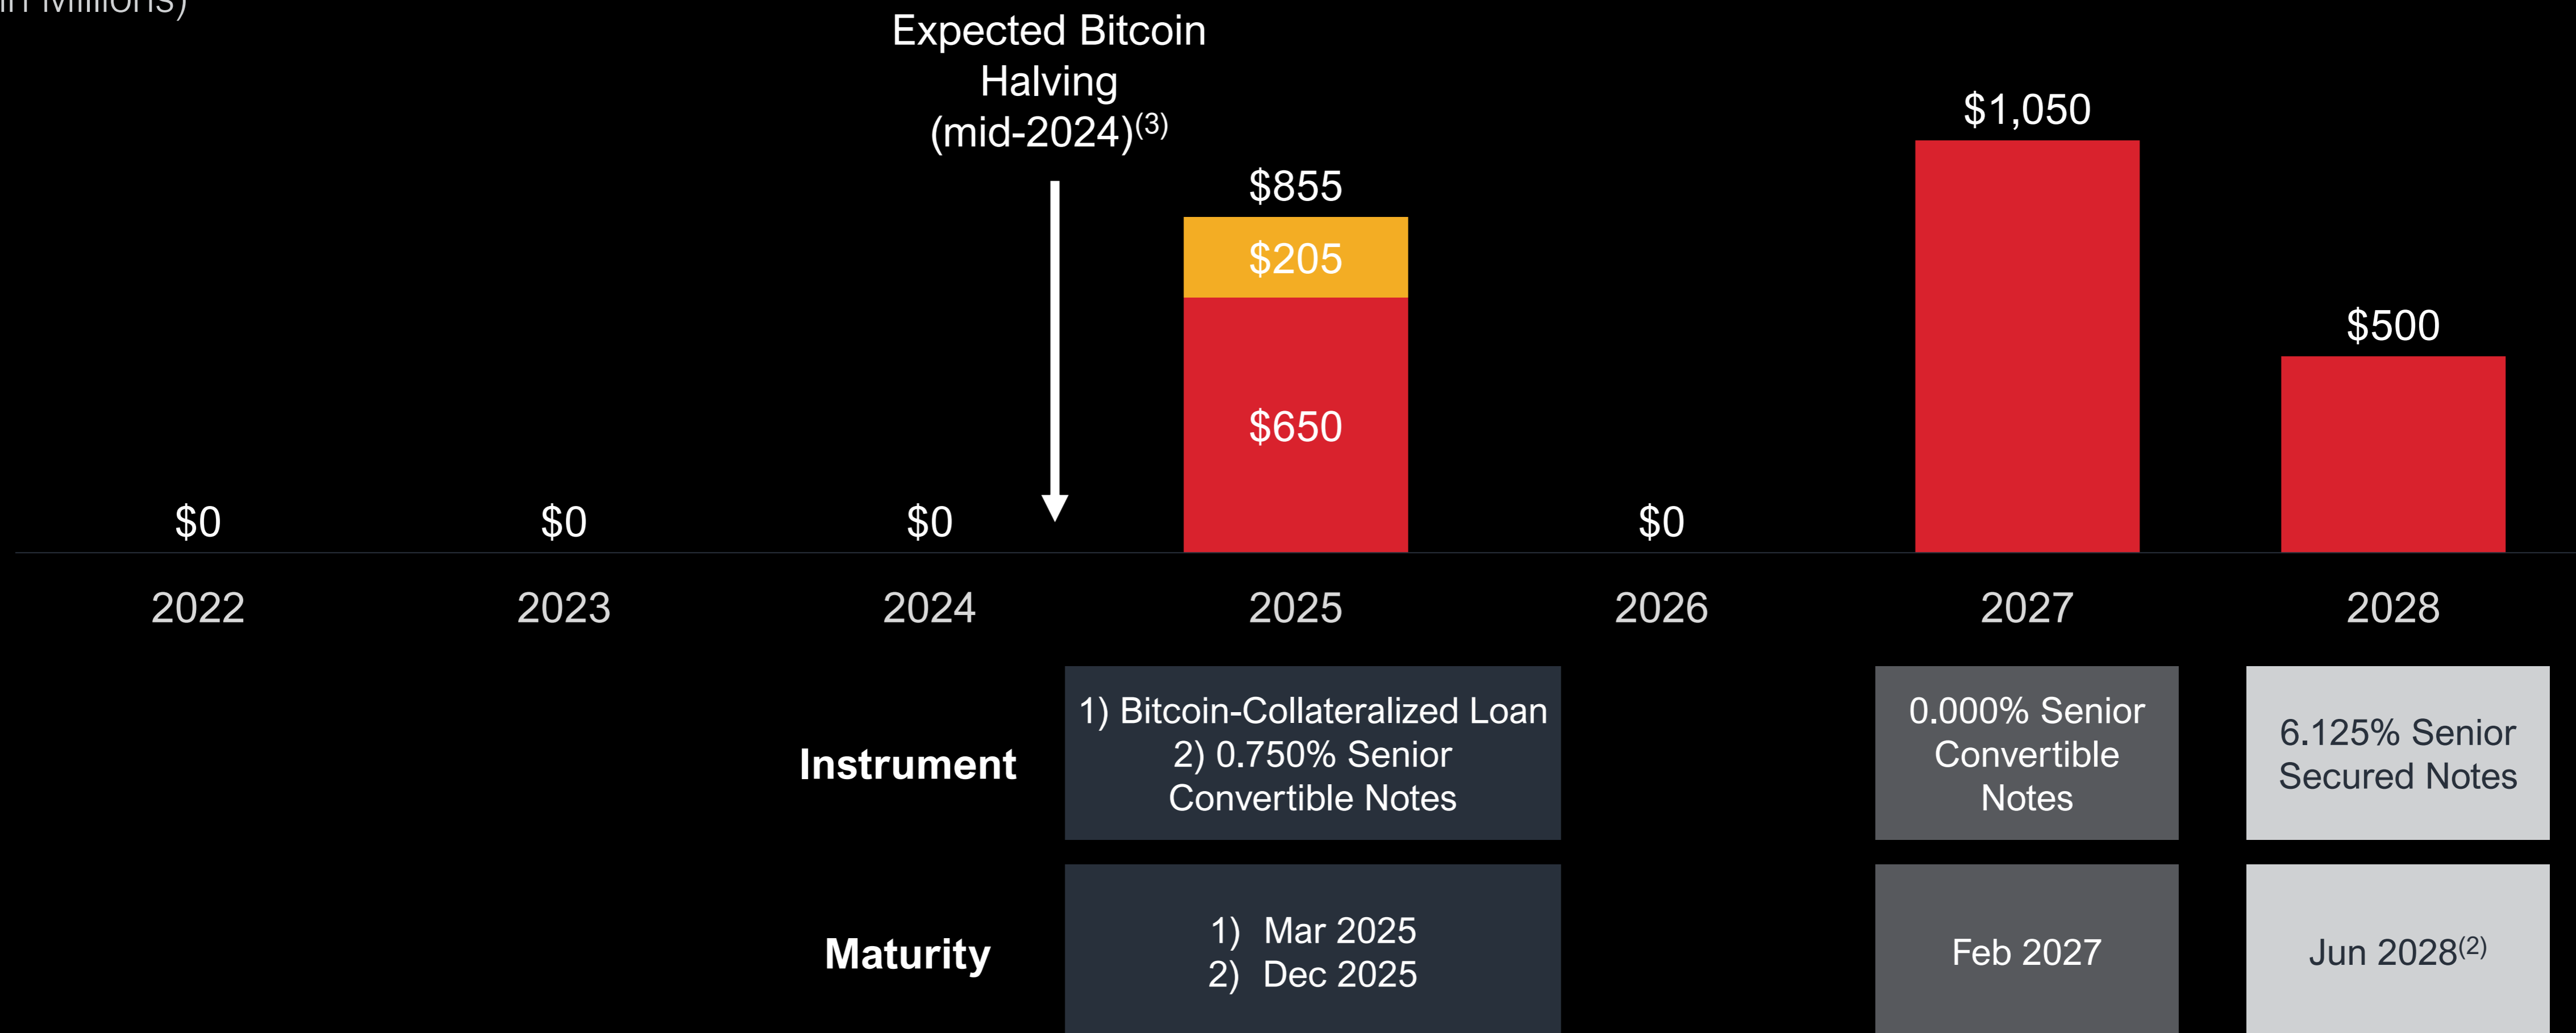 in Millions)
Expected Bitcoin
Halving
(mid-2024)(3)
$1,050
$855
$205
$500
$650
$0
$0
$0
$0
2022
2023
2024
2025
2026
2027
2028
Instrument
1) Bitcoin-Collateralized Loan
2) 0.750% Senior
Convertible Notes
0.000% Senior
Convertible
Notes
6.125% Senior
Secured Notes
Maturity
1) Mar 2025
2) Dec 2025
Feb 2027
Jun 2028(2)